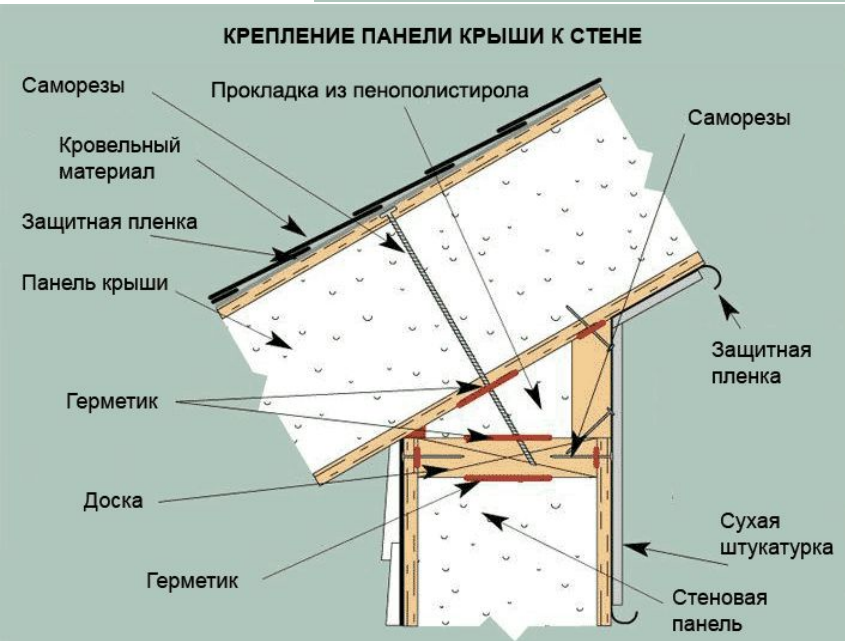 КРЕПЛЕНИЕ ПАНЕЛИ КРЫШИ К СТЕНЕ
Саморезы
Прокладка из пенополистирола
Саморезы
Кровельный
материал
Защитная пленка
Панель крыши
Защитная
пленка
Герметик
Доска
Сухая
штукатурка
Герметик
Стеновая
панель